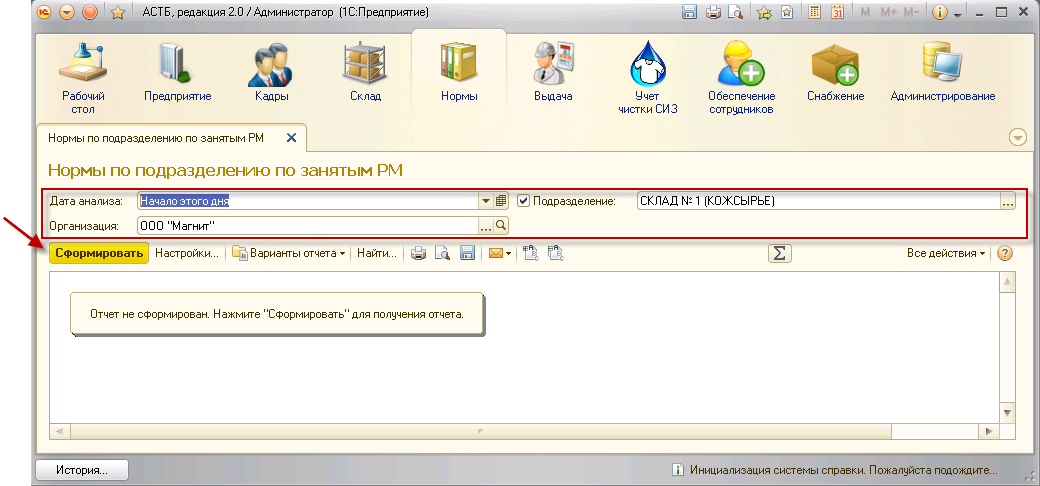 АСТБ, редакция 2.0 / Администратор (1С:Предприятие)
M M+ M-
Рабочий стол
Предприятие
Кадры
Склад
Нормы
Выдача
Учет чистки СИЗ
Обеспечение сотрудников
Снабжение
Администрирование
Нормы по подразделению по занятым РМ
Нормы по подразделению по занятым РМ
Дата анализа: Начало этого дня Подразделение: СКЛАД № 1 (КОЖСЫРЬЕ) ...
Организация: ООО "Магнит" ...
Сформировать Настройки... Варианты отчета Найти... Σ Все действия ?
Отчет не сформирован. Нажмите "Сформировать" для получения отчета.
История... Инициализация системы справки. Пожалуйста подождите...